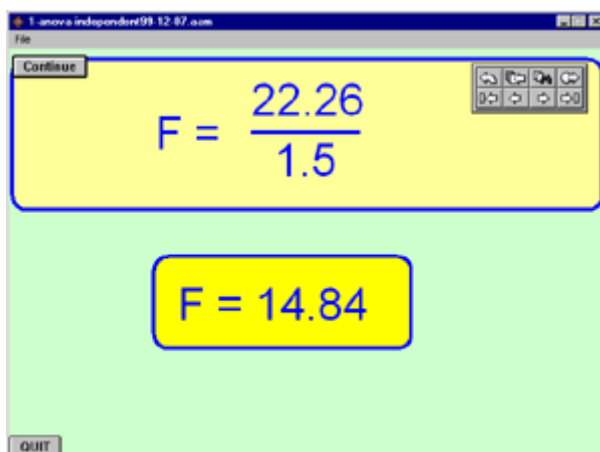 1-anova independent99-12-07.aam
File
Continue
F = 22.26
1.5
F = 14.84
QUIT